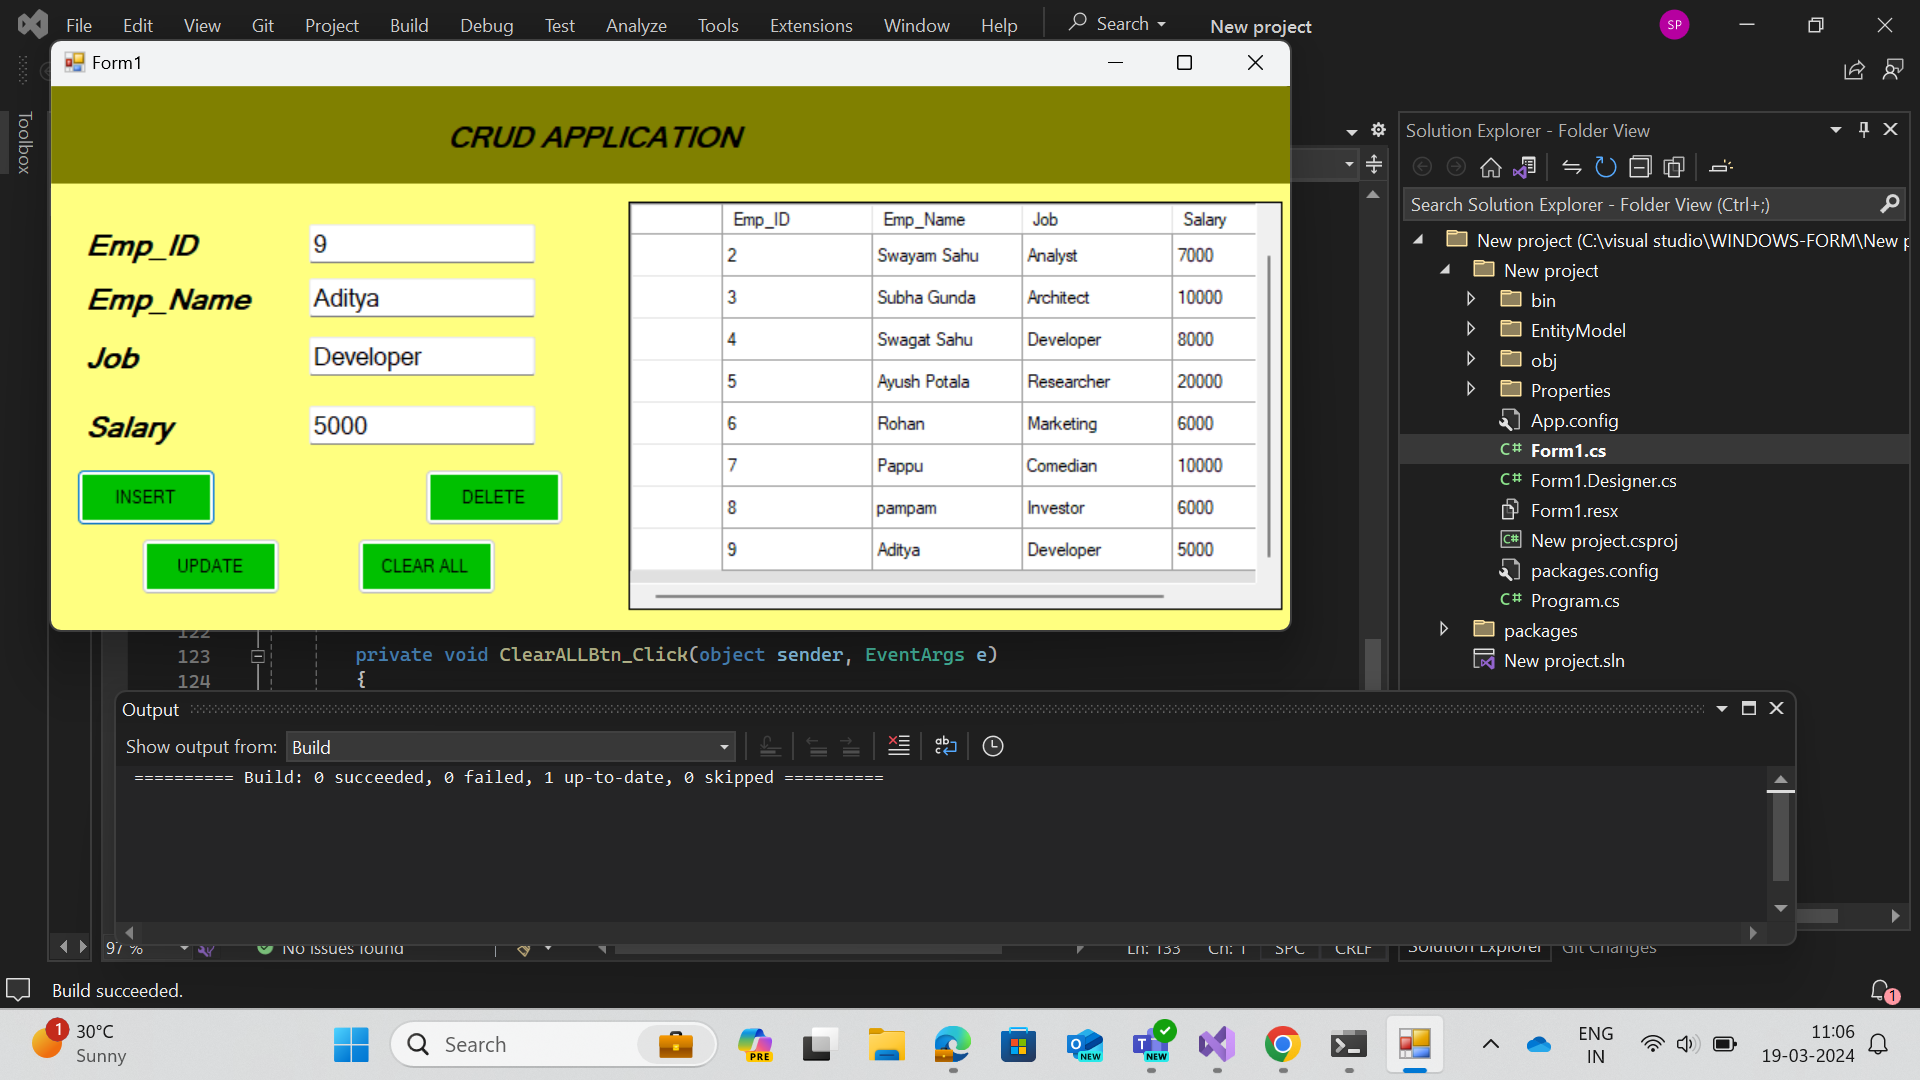 File Edit View Git Project Build Debug Test Analyze Tools Extensions Window Help Search New project SP
Form1
CRUD APPLICATION
Emp_ID 9
Emp_Name Aditya
Job Developer
Salary 5000
INSERT DELETE
UPDATE CLEAR ALL
Emp_ID Emp_Name Job Salary
2 Swayam Sahu Analyst 7000
3 Subha Gunda Architect 10000
4 Swagat Sahu Developer 8000
5 Ayush Potala Researcher 20000
6 Rohan Marketing 6000
7 Pappu Comedian 10000
8 pampam Investor 6000
9 Aditya Developer 5000
Toolbox
Solution Explorer - Folder View
Search Solution Explorer - Folder View (Ctrl+;)
New project (C:\visual studio\WINDOWS-FORM\New p
New project
bin
EntityModel
obj
Properties
App.config
C# Form1.cs
C# Form1.Designer.cs
Form1.resx
C# New project.csproj
packages.config
C# Program.cs
packages
New project.sln
122
123 private void ClearALLBtn_Click(object sender, EventArgs e)
124 {
Output
Show output from: Build
========== Build: 0 succeeded, 0 failed, 1 up-to-date, 0 skipped ==========
97 % No issues found Ln: 133 Ch: 1 SPC CRLF Solution Explorer Git Changes
Build succeeded. 1
1 30°C
Sunny
Search
PRE
NEW
NEW
ENG
IN
11:06
19-03-2024